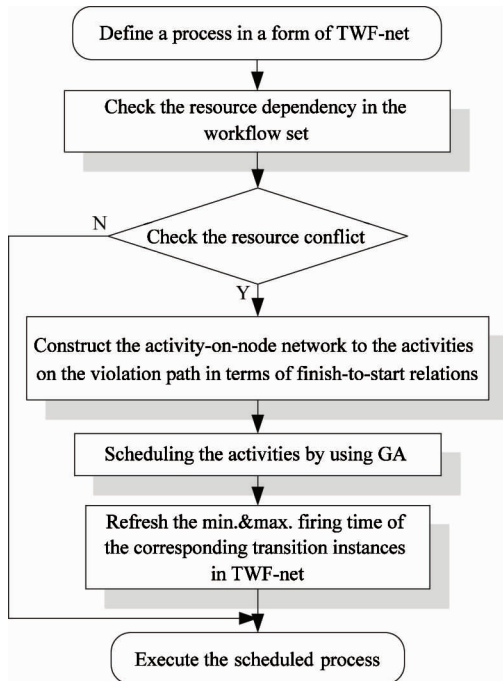 Define a process in a form of TWF-net
Check the resource dependency in the
workflow set
N
Check the resource conflict
Y
Construct the activity-on-node network to the activities
on the violation path in terms of finish-to-start relations
Scheduling the activities by using GA
Refresh the min.&max. firing time of
the corresponding transition instances
in TWF-net
Execute the scheduled process